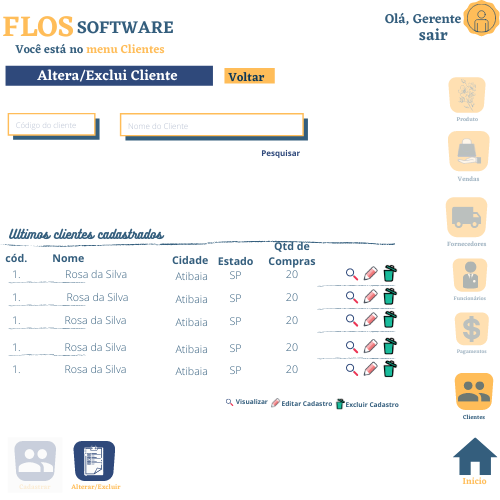 FLOS SOFTWARE
Olá, Gerente
sair
Você está no menu Clientes
Altera/Exclui Cliente
Voltar
Código do cliente
Nome do Cliente
Pesquisar
Produto
Vendas
Fornecedores
Funcionários
Pagamentos
Clientes
Início
Ultimos clientes cadastrados
cód. Nome Cidade Estado Qtd de Compras
1. Rosa da Silva Atibaia SP 20
1. Rosa da Silva Atibaia SP 20
1. Rosa da Silva Atibaia SP 20
1. Rosa da Silva Atibaia SP 20
1. Rosa da Silva Atibaia SP 20
Visualizar Editar Cadastro Excluir Cadastro
Cadastrar Altera/Excluir